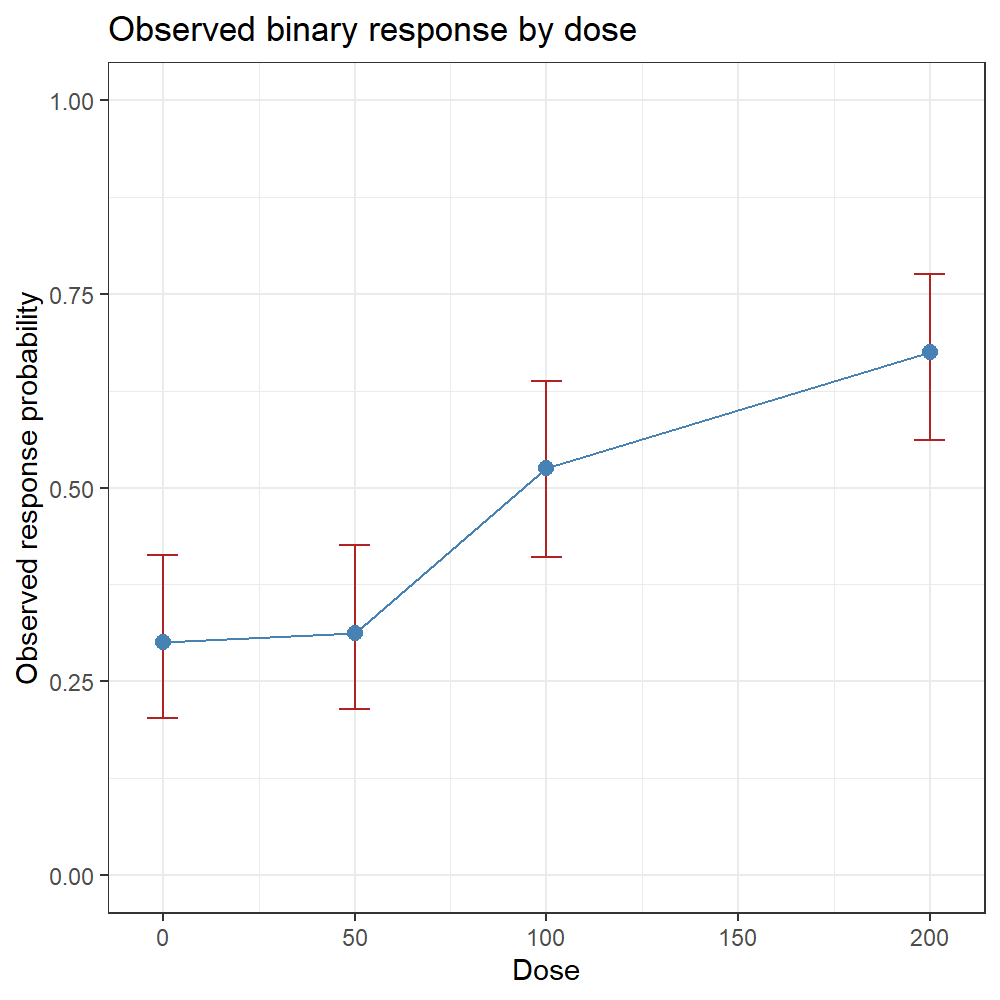 Observed binary response by dose
Observed response probability
1.00
0.75
0.50
0.25
0.00
0 50 100 150 200
Dose